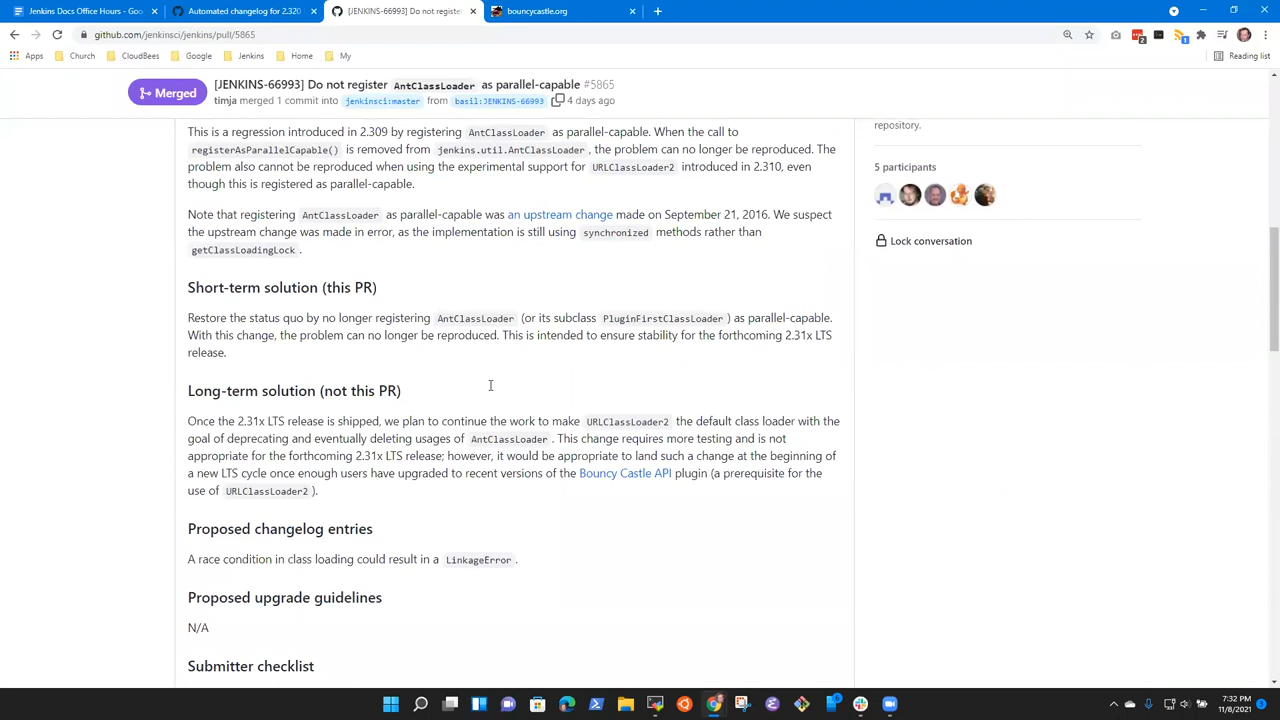 Jenkins Docs Office Hours - Goo
Automated changelog for 2.320
[JENKINS-66993] Do not register
bouncycastle.org
github.com/jenkinsci/jenkins/pull/5865
Apps
Church
CloudBees
Google
Jenkins
Home
My
Reading list
Merged
[JENKINS-66993] Do not register AntClassLoader as parallel-capable #5865
timja merged 1 commit into jenkinsci:master from basil:JENKINS-66993 4 days ago
This is a regression introduced in 2.309 by registering AntClassLoader as parallel-capable. When the call to
registerAsParallelCapable() is removed from jenkins.util.AntClassLoader, the problem can no longer be reproduced. The
problem also cannot be reproduced when using the experimental support for URLClassLoader2 introduced in 2.310, even
though this is registered as parallel-capable.
Note that registering AntClassLoader as parallel-capable was an upstream change made on September 21, 2016. We suspect
the upstream change was made in error, as the implementation is still using synchronized methods rather than
getClassLoadingLock.
Short-term solution (this PR)
Restore the status quo by no longer registering AntClassLoader (or its subclass PluginFirstClassLoader) as parallel-capable.
With this change, the problem can no longer be reproduced. This is intended to ensure stability for the forthcoming 2.31x LTS
release.
Long-term solution (not this PR)
Once the 2.31x LTS release is shipped, we plan to continue the work to make URLClassLoader2 the default class loader with the
goal of deprecating and eventually deleting usages of AntClassLoader. This change requires more testing and is not
appropriate for the forthcoming 2.31x LTS release; however, it would be appropriate to land such a change at the beginning of
a new LTS cycle once enough users have upgraded to recent versions of the Bouncy Castle API plugin (a prerequisite for the
use of URLClassLoader2).
Proposed changelog entries
A race condition in class loading could result in a LinkageError.
Proposed upgrade guidelines
N/A
Submitter checklist
repository.
5 participants
Lock conversation
7:32 PM
11/8/2021